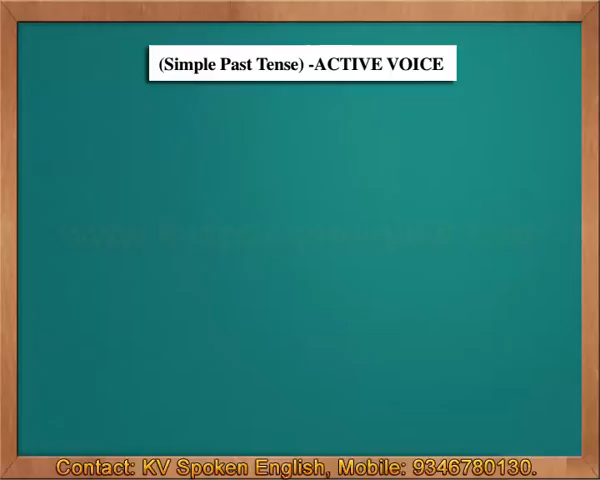 (Simple Past Tense) -ACTIVE VOICE
Contact: KV Spoken English, Mobile: 9346780130.